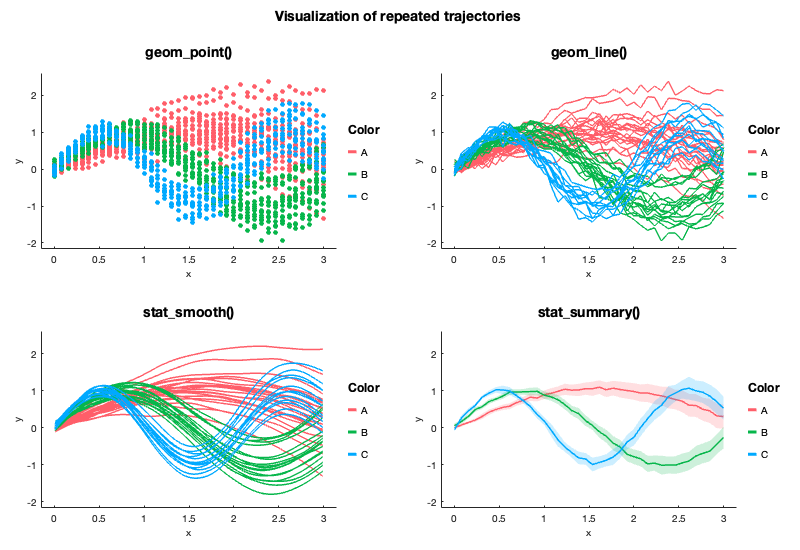 Visualization of repeated trajectories
geom_point()
2
1
0
-1
-2
y
0 0.5 1 1.5 2 2.5 3
x
Color
A
B
C
geom_line()
2
1
0
-1
-2
y
0 0.5 1 1.5 2 2.5 3
x
Color
A
B
C
stat_smooth()
2
1
0
-1
-2
y
0 0.5 1 1.5 2 2.5 3
x
Color
A
B
C
stat_summary()
2
1
0
-1
-2
y
0 0.5 1 1.5 2 2.5 3
x
Color
A
B
C